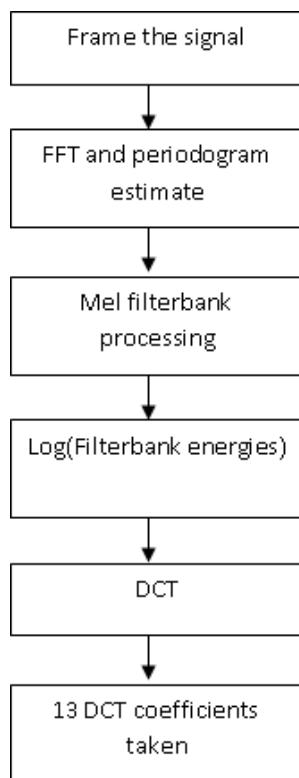 Frame the signal
FFT and periodogram
estimate
Mel filterbank
processing
Log(Filterbank energies)
DCT
13 DCT coefficients
taken